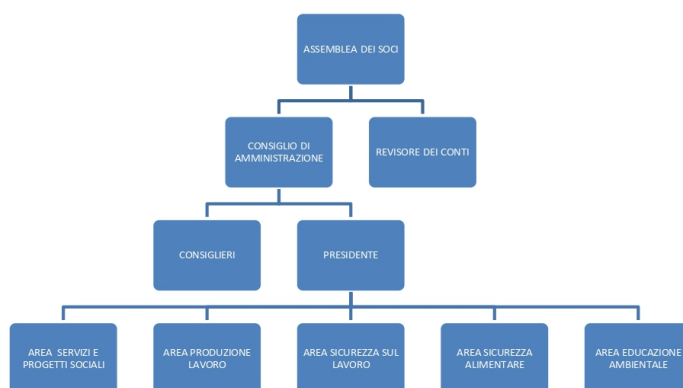 ASSEMBLEA DEI SOCI
CONSIGLIO DI
AMMINISTRAZIONE
REVISORE DEI CONTI
CONSIGLIERI
PRESIDENTE
AREA SERVIZI E
PROGETTI SOCIALI
AREA PRODUZIONE
LAVORO
AREA SICUREZZA SUL
LAVORO
AREA SICUREZZA
ALIMENTARE
AREA EDUCAZIONE
AMBIENTALE